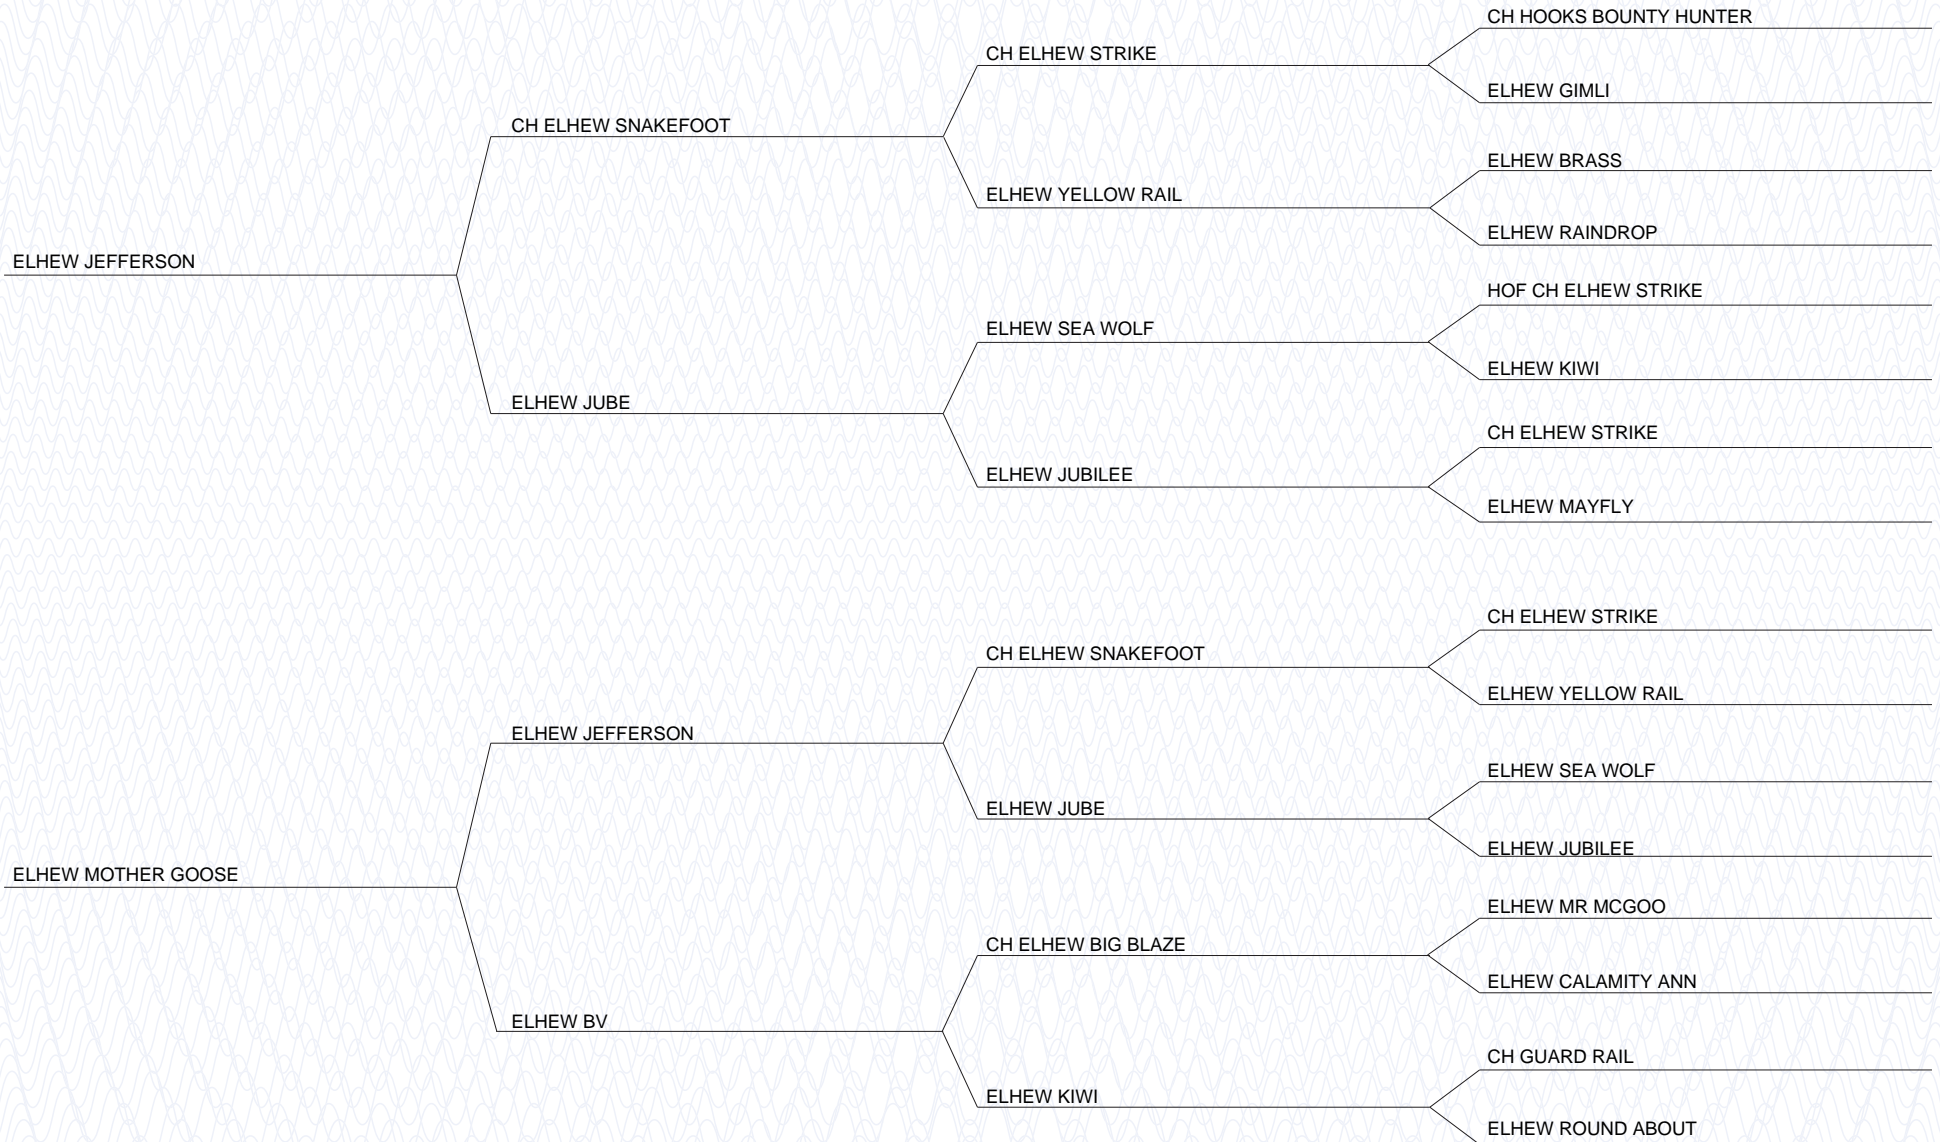 CH HOOKS BOUNTY HUNTER
CH ELHEW STRIKE
ELHEW GIMLI
CH ELHEW SNAKEFOOT
ELHEW BRASS
ELHEW YELLOW RAIL
ELHEW RAINDROP
ELHEW JEFFERSON
HOF CH ELHEW STRIKE
ELHEW SEA WOLF
ELHEW KIWI
ELHEW JUBE
CH ELHEW STRIKE
ELHEW JUBILEE
ELHEW MAYFLY
CH ELHEW STRIKE
CH ELHEW SNAKEFOOT
ELHEW YELLOW RAIL
ELHEW JEFFERSON
ELHEW SEA WOLF
ELHEW JUBE
ELHEW JUBILEE
ELHEW MOTHER GOOSE
ELHEW MR MCGOO
CH ELHEW BIG BLAZE
ELHEW CALAMITY ANN
ELHEW BV
CH GUARD RAIL
ELHEW KIWI
ELHEW ROUND ABOUT